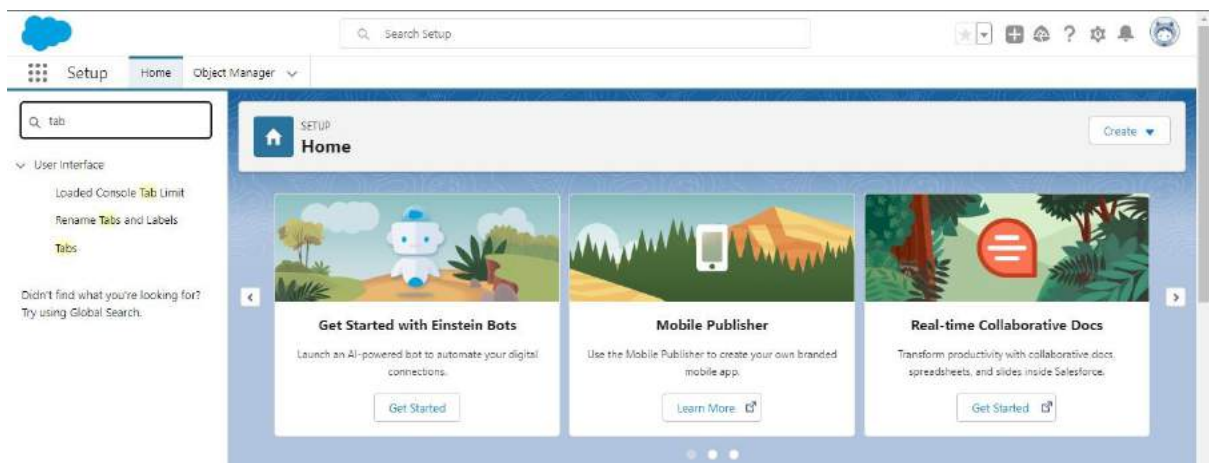 Search Setup
Setup
Home
Object Manager
tab
User Interface
Loaded Console Tab Limit
Rename Tabs and Labels
Tabs
Didn't find what you're looking for?
Try using Global Search.
SETUP
Home
Create
Get Started with Einstein Bots
Launch an AI-powered bot to automate your digital
connections.
Get Started
Mobile Publisher
Use the Mobile Publisher to create your own branded
mobile app.
Learn More
Real-time Collaborative Docs
Transform productivity with collaborative docs,
spreadsheets, and slides inside Salesforce.
Get Started